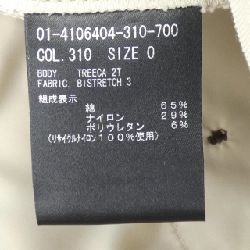 01-4106404-310-700
COL.310 SIZE 0
BODY TREECA 2T
FABRIC. BISTRETCH 3
組成表示
綿 65%
ナイロン 29%
ポリウレタン 6%
(リサイクルナイロン100%使用)